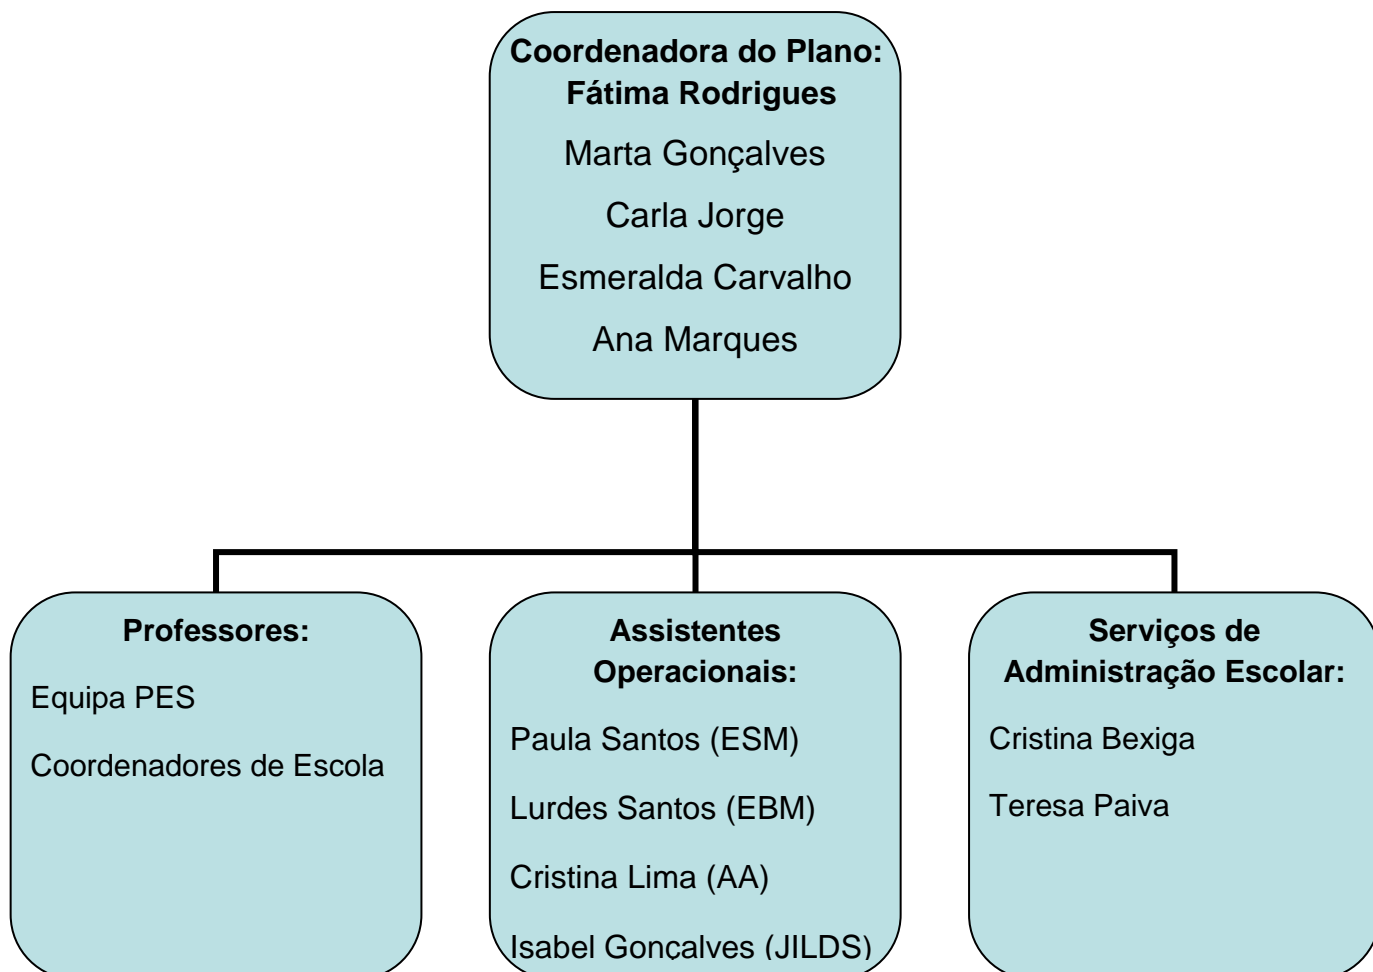 Coordenadora do Plano:
Fátima Rodrigues
Marta Gonçalves
Carla Jorge
Esmeralda Carvalho
Ana Marques
Professores:
Equipa PES
Coordenadores de Escola
Assistentes
Operacionais:
Paula Santos (ESM)
Lurdes Santos (EBM)
Cristina Lima (AA)
Isabel Gonçalves (JILDS)
Serviços de
Administração Escolar:
Cristina Bexiga
Teresa Paiva